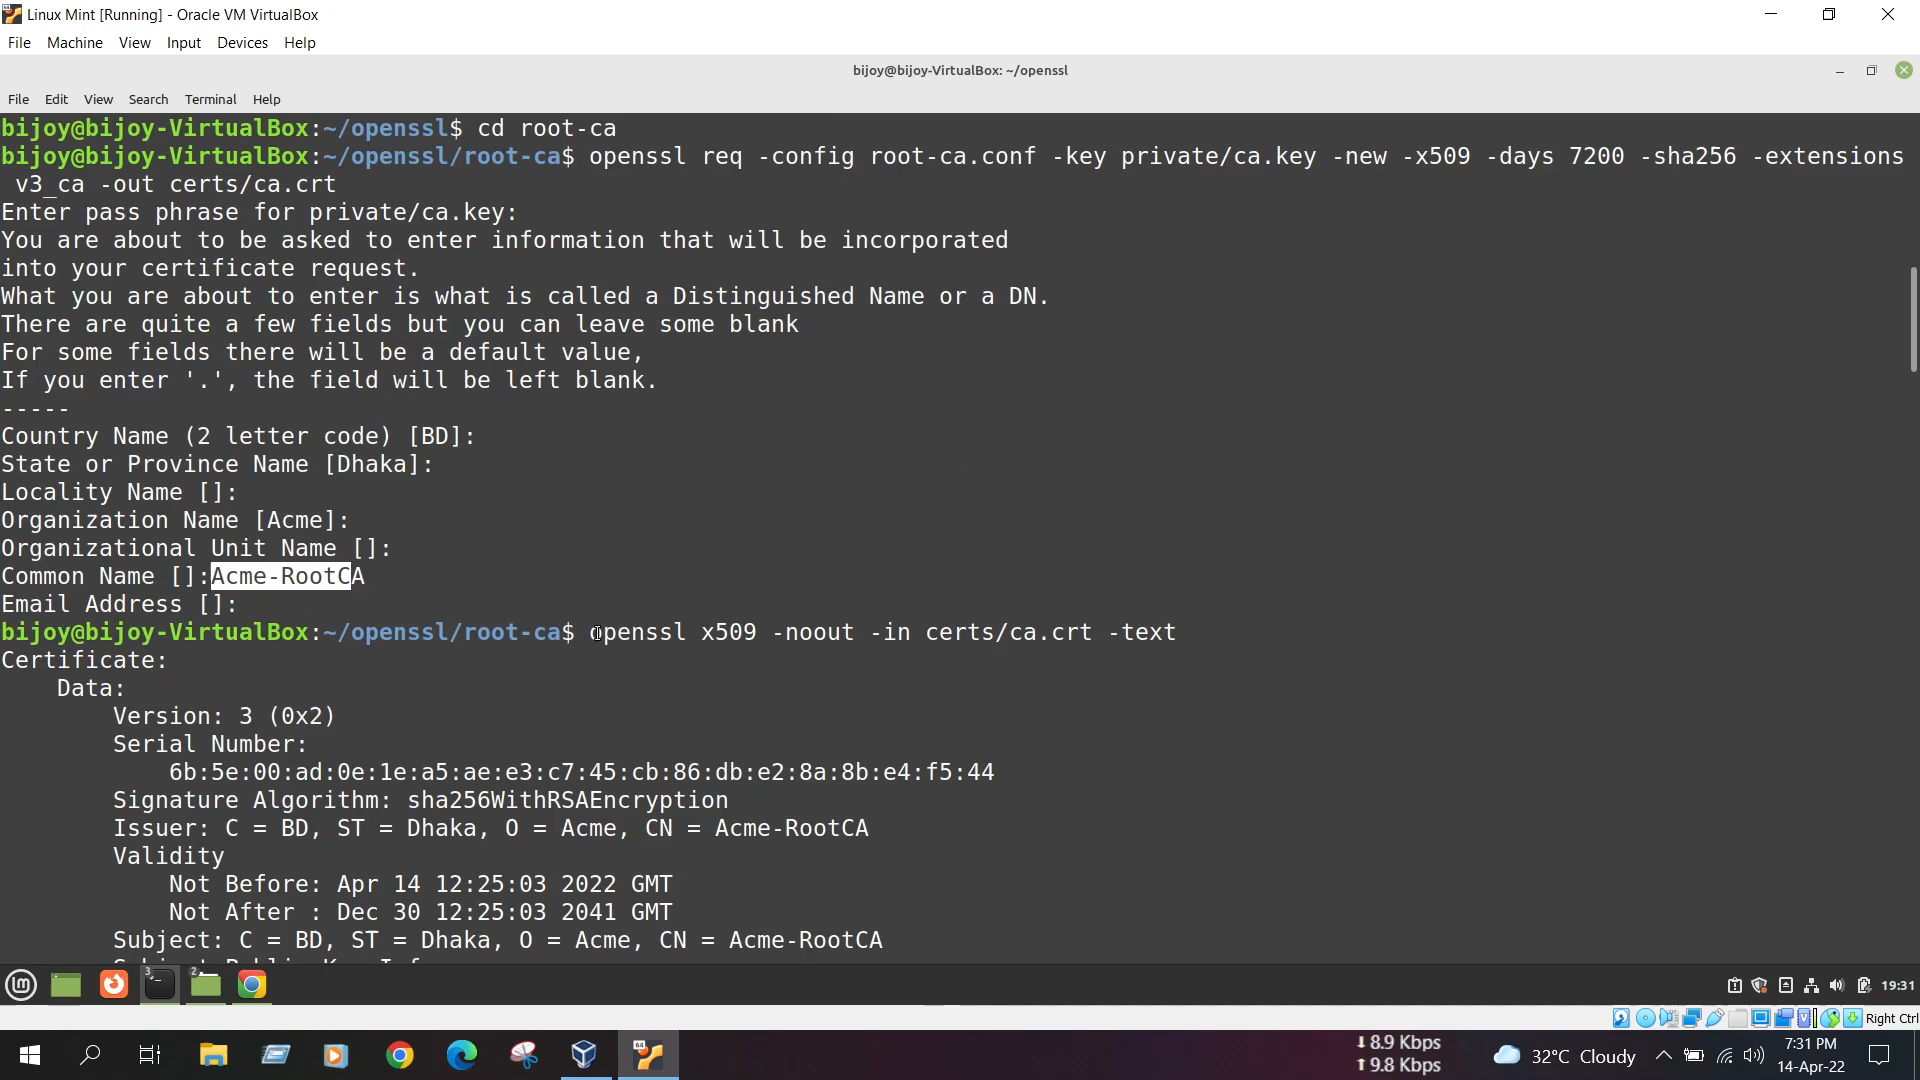 Linux Mint [Running] - Oracle VM VirtualBox
File Machine View Input Devices Help
bijoy@bijoy-VirtualBox: ~/openssl
File Edit View Search Terminal Help
bijoy@bijoy-VirtualBox:~/openssl$ cd root-ca
bijoy@bijoy-VirtualBox:~/openssl/root-ca$ openssl req -config root-ca.conf -key private/ca.key -new -x509 -days 7200 -sha256 -extensions
v3_ca -out certs/ca.crt
Enter pass phrase for private/ca.key:
You are about to be asked to enter information that will be incorporated
into your certificate request.
What you are about to enter is what is called a Distinguished Name or a DN.
There are quite a few fields but you can leave some blank
For some fields there will be a default value,
If you enter '.', the field will be left blank.
-----
Country Name (2 letter code) [BD]:
State or Province Name [Dhaka]:
Locality Name []:
Organization Name [Acme]:
Organizational Unit Name []:
Common Name []:Acme-RootCA
Email Address []:
bijoy@bijoy-VirtualBox:~/openssl/root-ca$ openssl x509 -noout -in certs/ca.crt -text
Certificate:
Data:
Version: 3 (0x2)
Serial Number:
6b:5e:00:ad:0e:1e:a5:ae:e3:c7:45:cb:86:db:e2:8a:8b:e4:f5:44
Signature Algorithm: sha256WithRSAEncryption
Issuer: C = BD, ST = Dhaka, O = Acme, CN = Acme-RootCA
Validity
Not Before: Apr 14 12:25:03 2022 GMT
Not After : Dec 30 12:25:03 2041 GMT
Subject: C = BD, ST = Dhaka, O = Acme, CN = Acme-RootCA
3
2
19:31
Right Ctrl
8.9 Kbps
9.8 Kbps
32°C Cloudy
7:31 PM
14-Apr-22